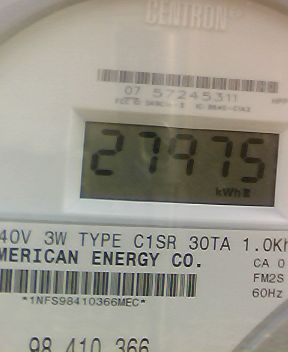 CENTRON®
07 57245311
27975
kWh
40V 3W TYPE C1SR 30TA 1.0Kh
MERICAN ENERGY CO.
CA 0
FM2S
60Hz
*1NFS98410366MEC*
98 410 366